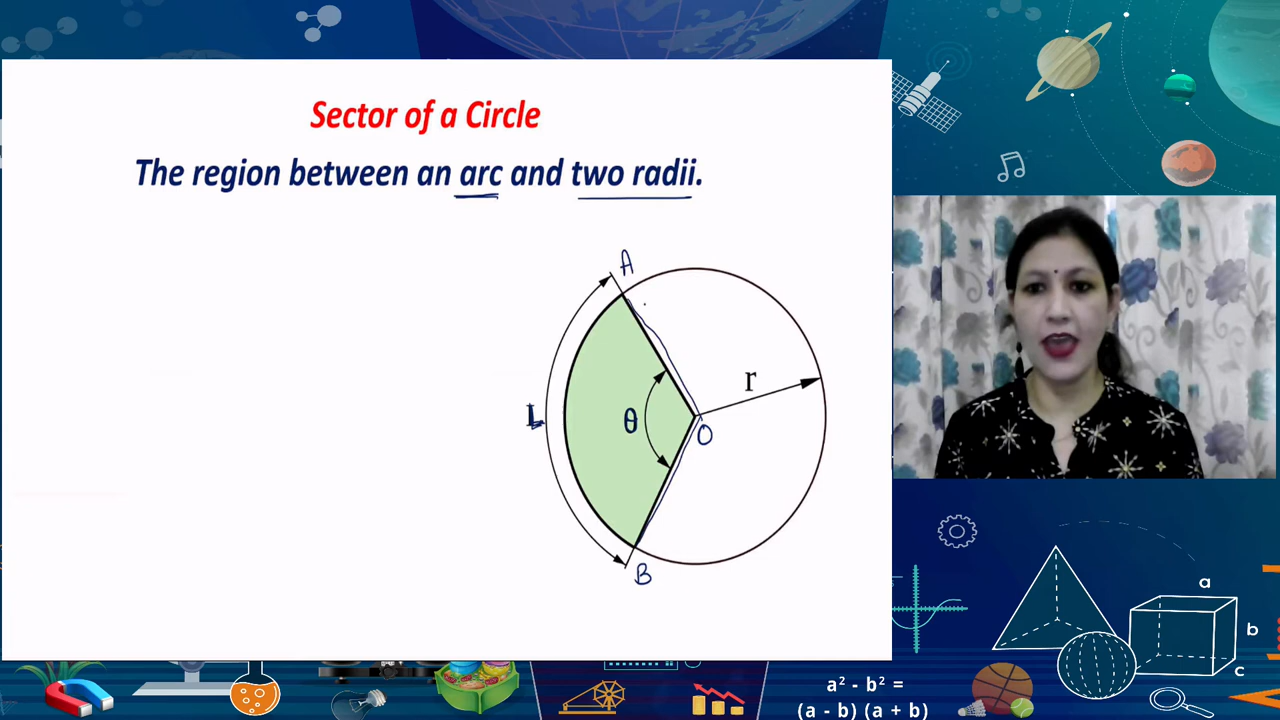 Sector of a Circle
The region between an arc and two radii.
A
r
L
θ
O
B
a
b
c
a² - b² =
(a - b) (a + b)